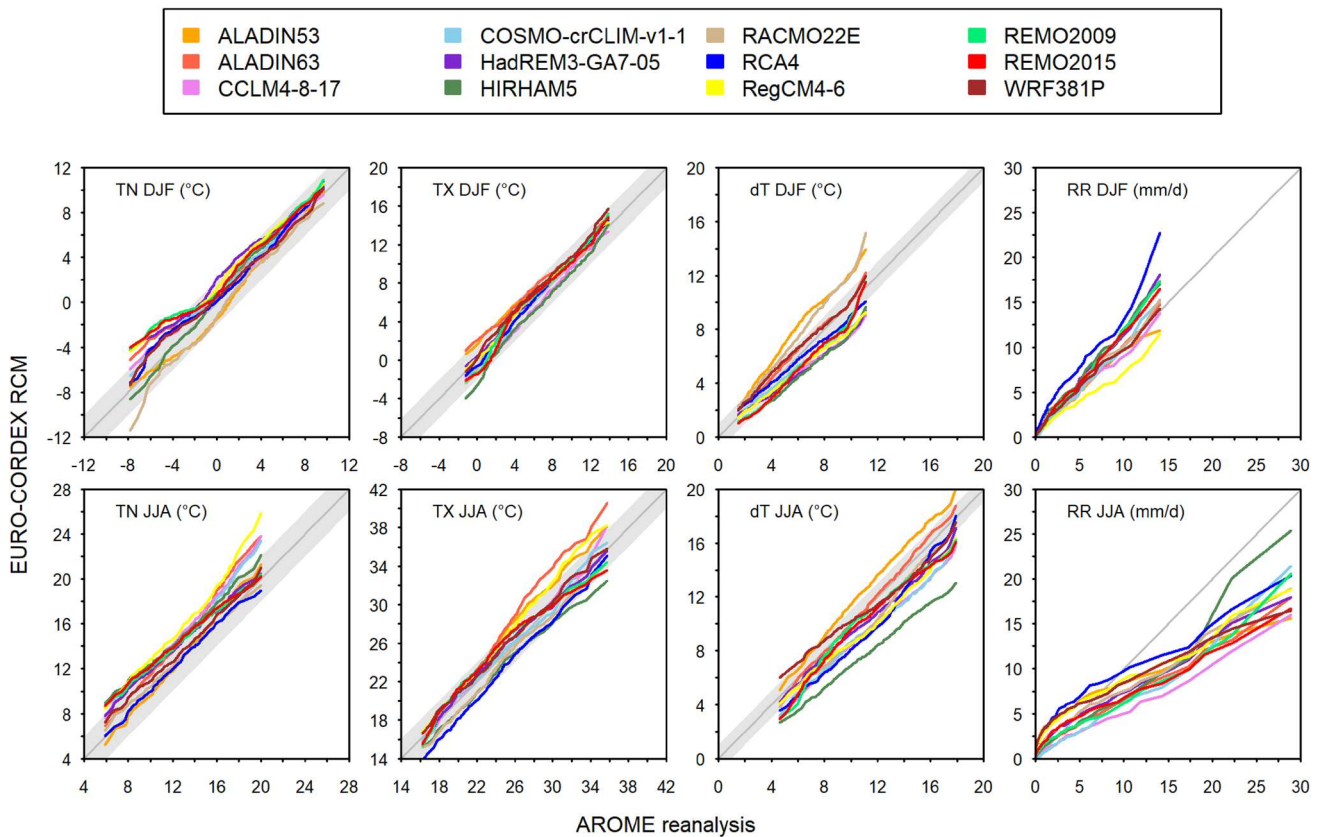 ALADIN53 COSMO-crCLIM-v1-1 RACMO22E REMO2009
ALADIN63 HadREM3-GA7-05 RCA4 REMO2015
CCLM4-8-17 HIRHAM5 RegCM4-6 WRF381P
EURO-CORDEX RCM
TN DJF (°C)
12
8
4
0
-4
-8
-12
-12 -8 -4 0 4 8 12
TX DJF (°C)
20
16
12
8
4
0
-4
-8
-8 -4 0 4 8 12 16 20
dT DJF (°C)
20
16
12
8
4
0
0 4 8 12 16 20
RR DJF (mm/d)
30
25
20
15
10
5
0
0 5 10 15 20 25 30
TN JJA (°C)
28
24
20
16
12
8
4
4 8 12 16 20 24 28
TX JJA (°C)
42
38
34
30
26
22
18
14
14 18 22 26 30 34 38 42
dT JJA (°C)
20
16
12
8
4
0
0 4 8 12 16 20
RR JJA (mm/d)
30
25
20
15
10
5
0
0 5 10 15 20 25 30
AROME reanalysis